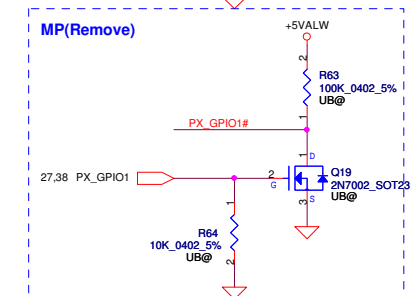 MP(Remove)
+5VALW
2
R63
100K_0402_5%
UB@
1
PX_GPIO1#
1
D
27,38 PX_GPIO1
2
G
Q19
2N7002_SOT23
UB@
S
3
1
R64
10K_0402_5%
UB@
2